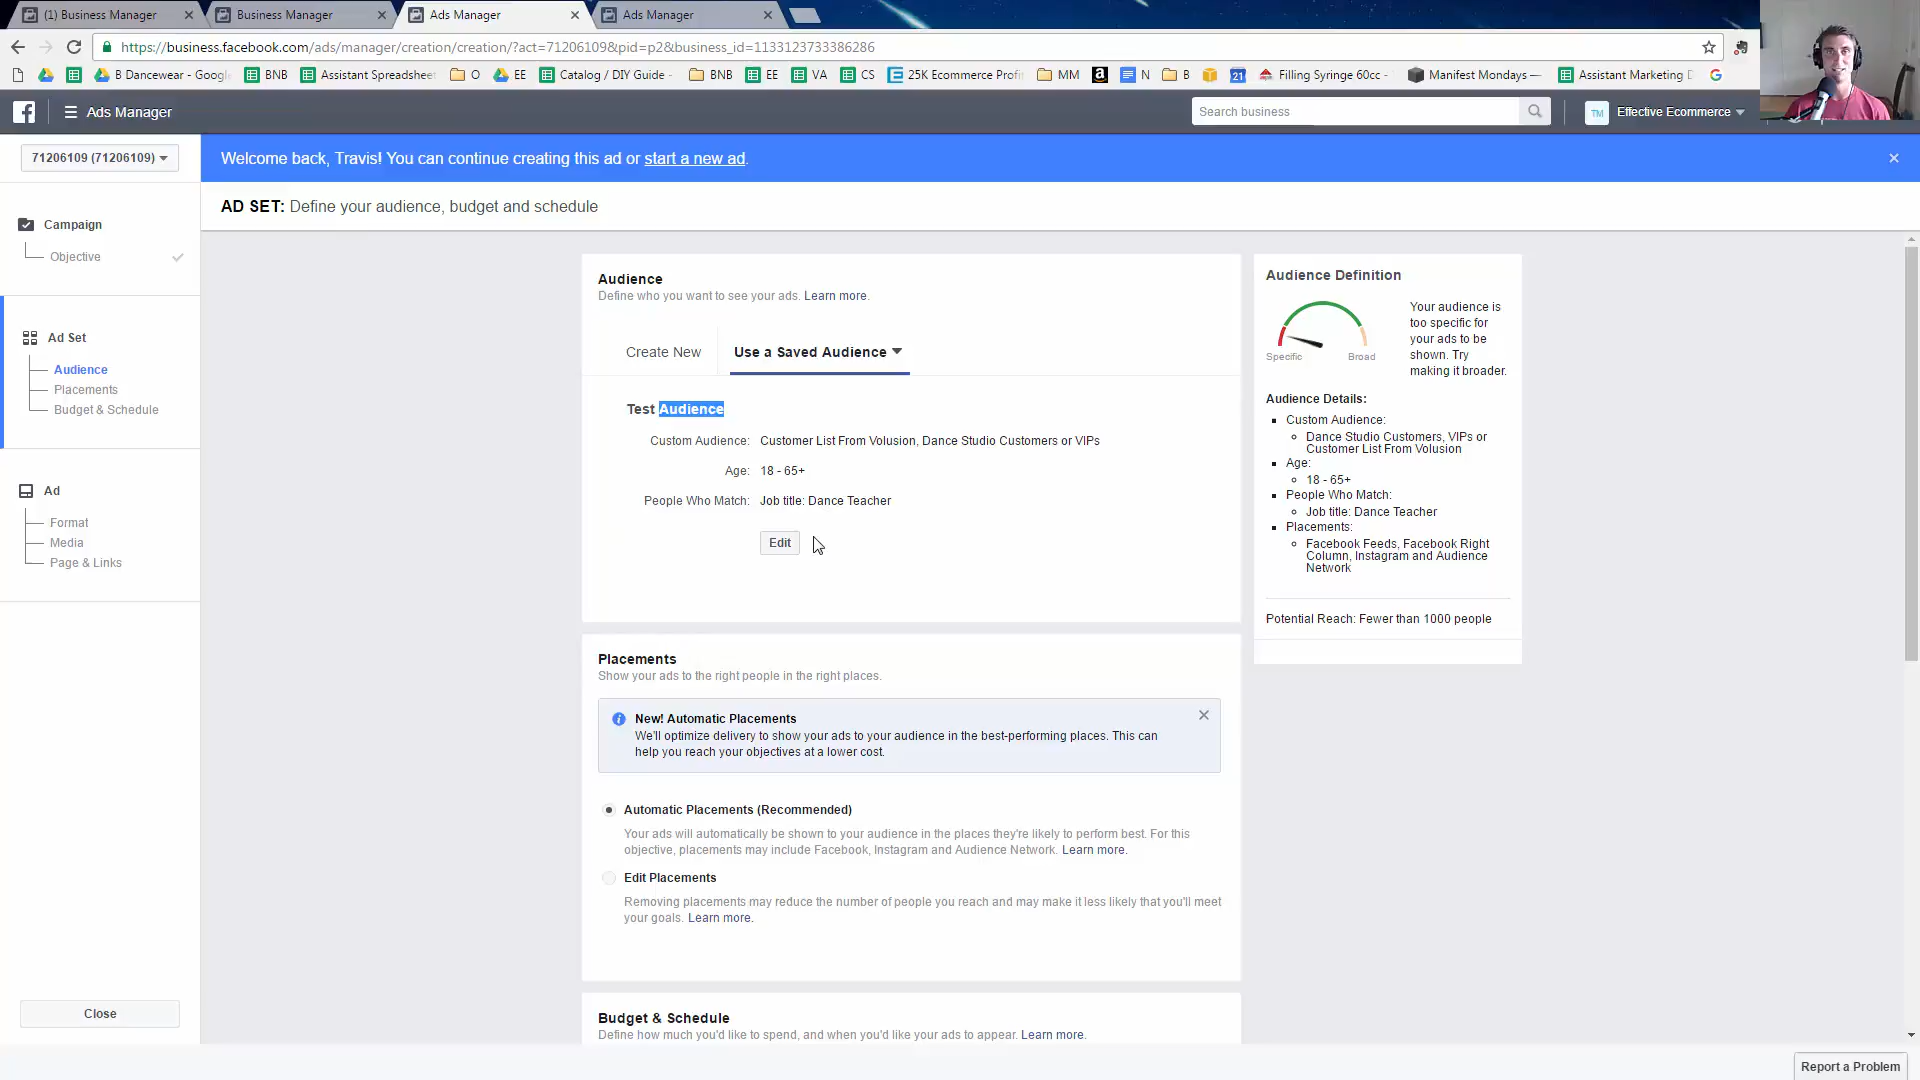 (1) Business Manager
Business Manager
Ads Manager
Ads Manager
https://business.facebook.com/ads/manager/creation/creation/?act=71206109&pid=p2&business_id=1133123733386286
B Dancewear - Googl
BNB
Assistant Spreadsheet
O
EE
Catalog / DIY Guide -
BNB
EE
VA
CS
25K Ecommerce Profi
MM
N
B
21
Filling Syringe 60cc -
Manifest Mondays —
Assistant Marketing D
Ads Manager
Search business
TM
Effective Ecommerce
71206109 (71206109)
Welcome back, Travis! You can continue creating this ad or start a new ad.
AD SET: Define your audience, budget and schedule
Campaign
Objective
Ad Set
Audience
Placements
Budget & Schedule
Ad
Format
Media
Page & Links
Close
Audience
Define who you want to see your ads. Learn more.
Create New
Use a Saved Audience
Test Audience
Custom Audience: Customer List From Volusion, Dance Studio Customers or VIPs
Age: 18 - 65+
People Who Match: Job title: Dance Teacher
Edit
Placements
Show your ads to the right people in the right places.
New! Automatic Placements
We'll optimize delivery to show your ads to your audience in the best-performing places. This can
help you reach your objectives at a lower cost.
Automatic Placements (Recommended)
Your ads will automatically be shown to your audience in the places they're likely to perform best. For this
objective, placements may include Facebook, Instagram and Audience Network. Learn more.
Edit Placements
Removing placements may reduce the number of people you reach and may make it less likely that you'll meet
your goals. Learn more.
Budget & Schedule
Define how much you'd like to spend, and when you'd like your ads to appear. Learn more.
Audience Definition
Specific
Broad
Your audience is
too specific for
your ads to be
shown. Try
making it broader.
Audience Details:
Custom Audience:
Dance Studio Customers, VIPs or
Customer List From Volusion
Age:
18 - 65+
People Who Match:
Job title: Dance Teacher
Placements:
Facebook Feeds, Facebook Right
Column, Instagram and Audience
Network
Potential Reach: Fewer than 1000 people
Report a Problem